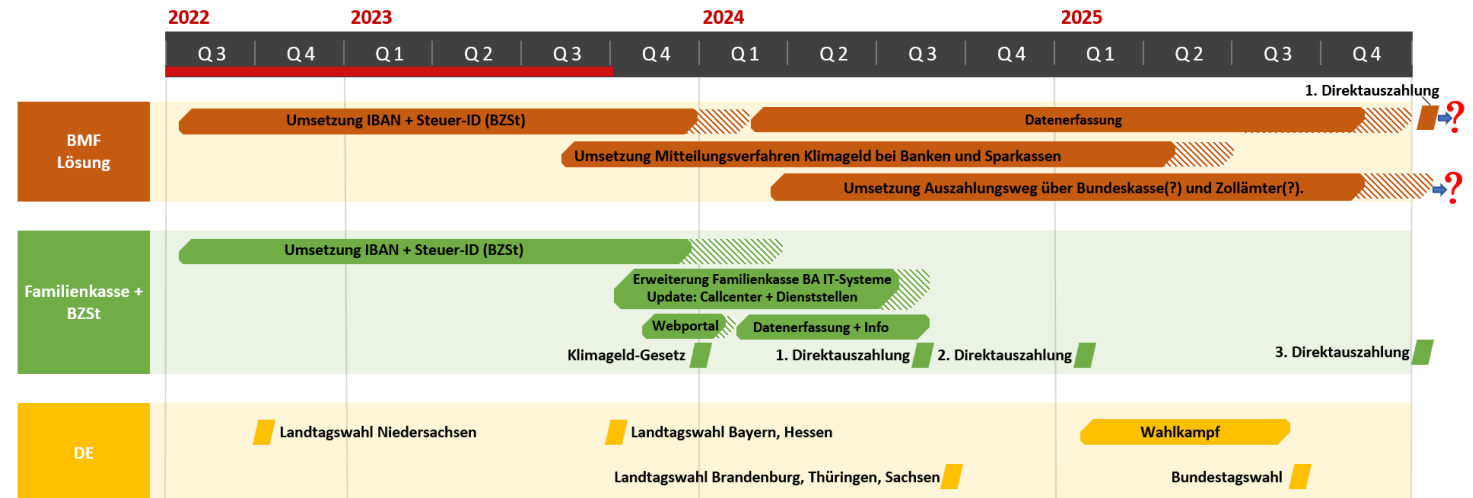 2022 2023 2024 2025
Q 3 Q 4 Q 1 Q 2 Q 3 Q 4 Q 1 Q 2 Q 3 Q 4 Q 1 Q 2 Q 3 Q 4
1. Direktauszahlung
BMF
Lösung
Umsetzung IBAN + Steuer-ID (BZSt)
Datenerfassung
?
Umsetzung Mitteilungsverfahren Klimageld bei Banken und Sparkassen
Umsetzung Auszahlungsweg über Bundeskasse(?) und Zollämter(?).
?
Familienkasse +
BZSt
Umsetzung IBAN + Steuer-ID (BZSt)
Erweiterung Familienkasse BA IT-Systeme
Update: Callcenter + Dienststellen
Webportal
Datenerfassung + Info
Klimageld-Gesetz
1. Direktauszahlung
2. Direktauszahlung
3. Direktauszahlung
DE
Landtagswahl Niedersachsen
Landtagswahl Bayern, Hessen
Wahlkampf
Landtagswahl Brandenburg, Thüringen, Sachsen
Bundestagswahl